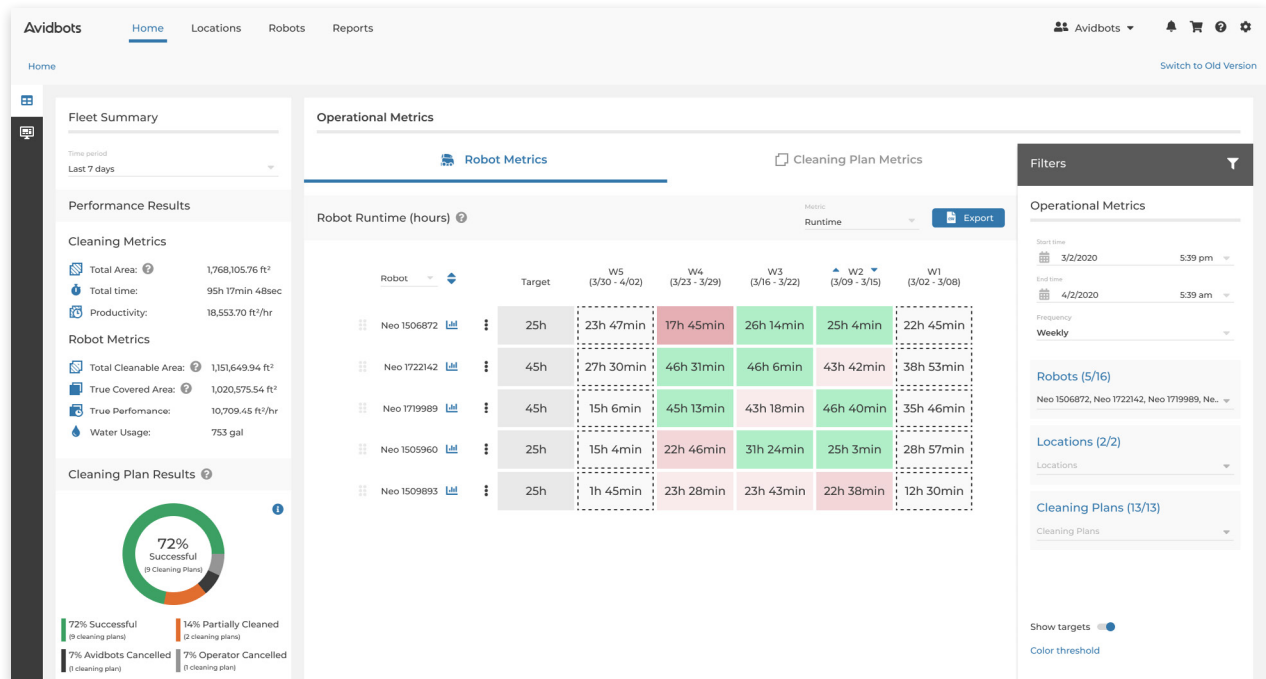 Avidbots
Home Locations Robots Reports
Avidbots
Home
Switch to Old Version
Fleet Summary
Time period
Last 7 days
Performance Results
Cleaning Metrics
Total Area: 1,768,105.76 ft²
Total time: 95h 17min 48sec
Productivity: 18,553.70 ft²/hr
Robot Metrics
Total Cleanable Area: 1,151,649.94 ft²
True Covered Area: 1,020,575.54 ft²
True Perfomance: 10,709.45 ft²/hr
Water Usage: 753 gal
Cleaning Plan Results
72%
Successful
(9 Cleaning Plans)
72% Successful
(9 cleaning plans)
14% Partially Cleaned
(2 cleaning plans)
7% Avidbots Cancelled
(1 cleaning plan)
7% Operator Cancelled
(1 cleaning plan)
Operational Metrics
Robot Metrics
Cleaning Plan Metrics
Robot Runtime (hours)
Metric
Runtime
Export
Robot Target W5 W4 W3 W2 W1
(3/30 - 4/02) (3/23 - 3/29) (3/16 - 3/22) (3/09 - 3/15) (3/02 - 3/08)
Neo 1506872 25h 23h 47min 17h 45min 26h 14min 25h 4min 22h 45min
Neo 1722142 45h 27h 30min 46h 31min 46h 6min 43h 42min 38h 53min
Neo 1719989 45h 15h 6min 45h 13min 43h 18min 46h 40min 35h 46min
Neo 1505960 25h 15h 4min 22h 46min 31h 24min 25h 3min 28h 57min
Neo 1509893 25h 1h 45min 23h 28min 23h 43min 22h 38min 12h 30min
Filters
Operational Metrics
Start time
3/2/2020 5:39 pm
End time
4/2/2020 5:39 am
Frequency
Weekly
Robots (5/16)
Neo 1506872, Neo 1722142, Neo 1719989, Ne..
Locations (2/2)
Locations
Cleaning Plans (13/13)
Cleaning Plans
Show targets
Color threshold